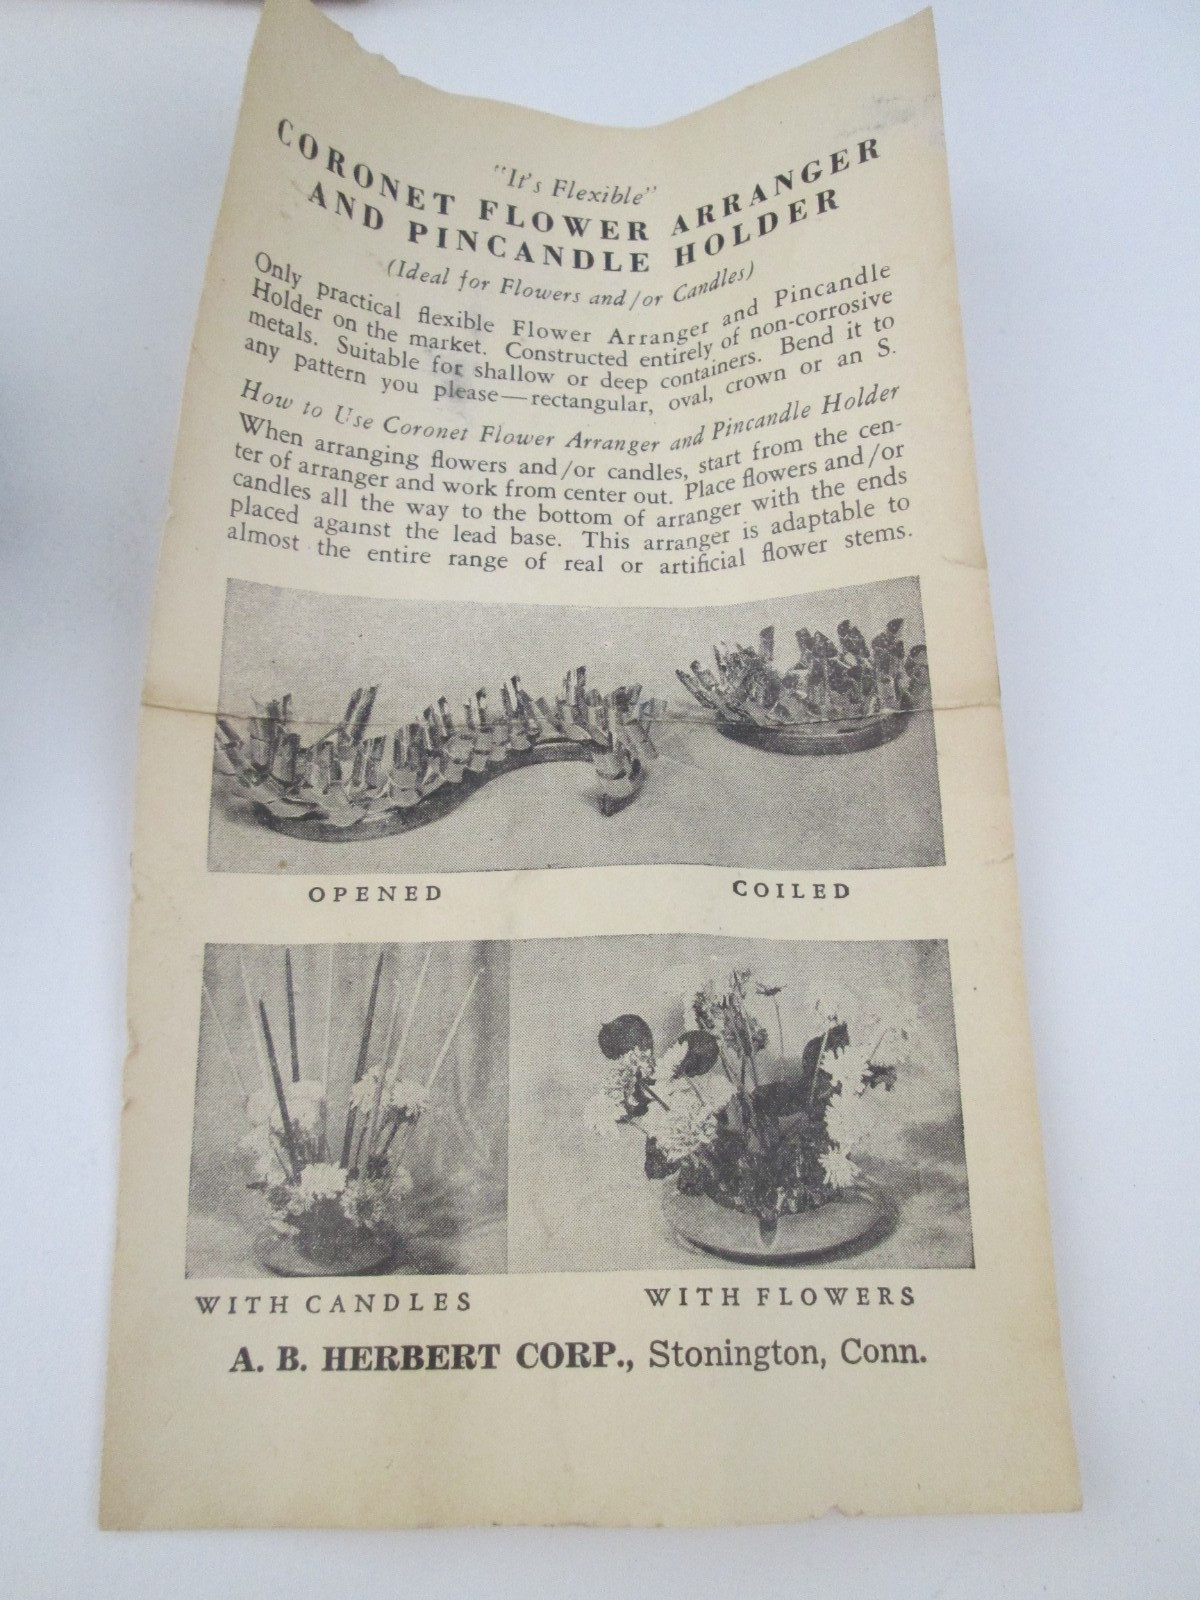 "It's Flexible"
CORONET FLOWER ARRANGER
AND PINCANDLE HOLDER
(Ideal for Flowers and/or Candles)
Only practical flexible Flower Arranger and Pincandle
Holder on the market. Constructed entirely of non-corrosive
metals. Suitable for shallow or deep containers. Bend it to
any pattern you please—rectangular, oval, crown or an S.
How to Use Coronet Flower Arranger and Pincandle Holder
When arranging flowers and/or candles, start from the cen-
ter of arranger and work from center out. Place flowers and/or
candles all the way to the bottom of arranger with the ends
placed against the lead base. This arranger is adaptable to
almost the entire range of real or artificial flower stems.
OPENED COILED
WITH CANDLES WITH FLOWERS
A. B. HERBERT CORP., Stonington, Conn.